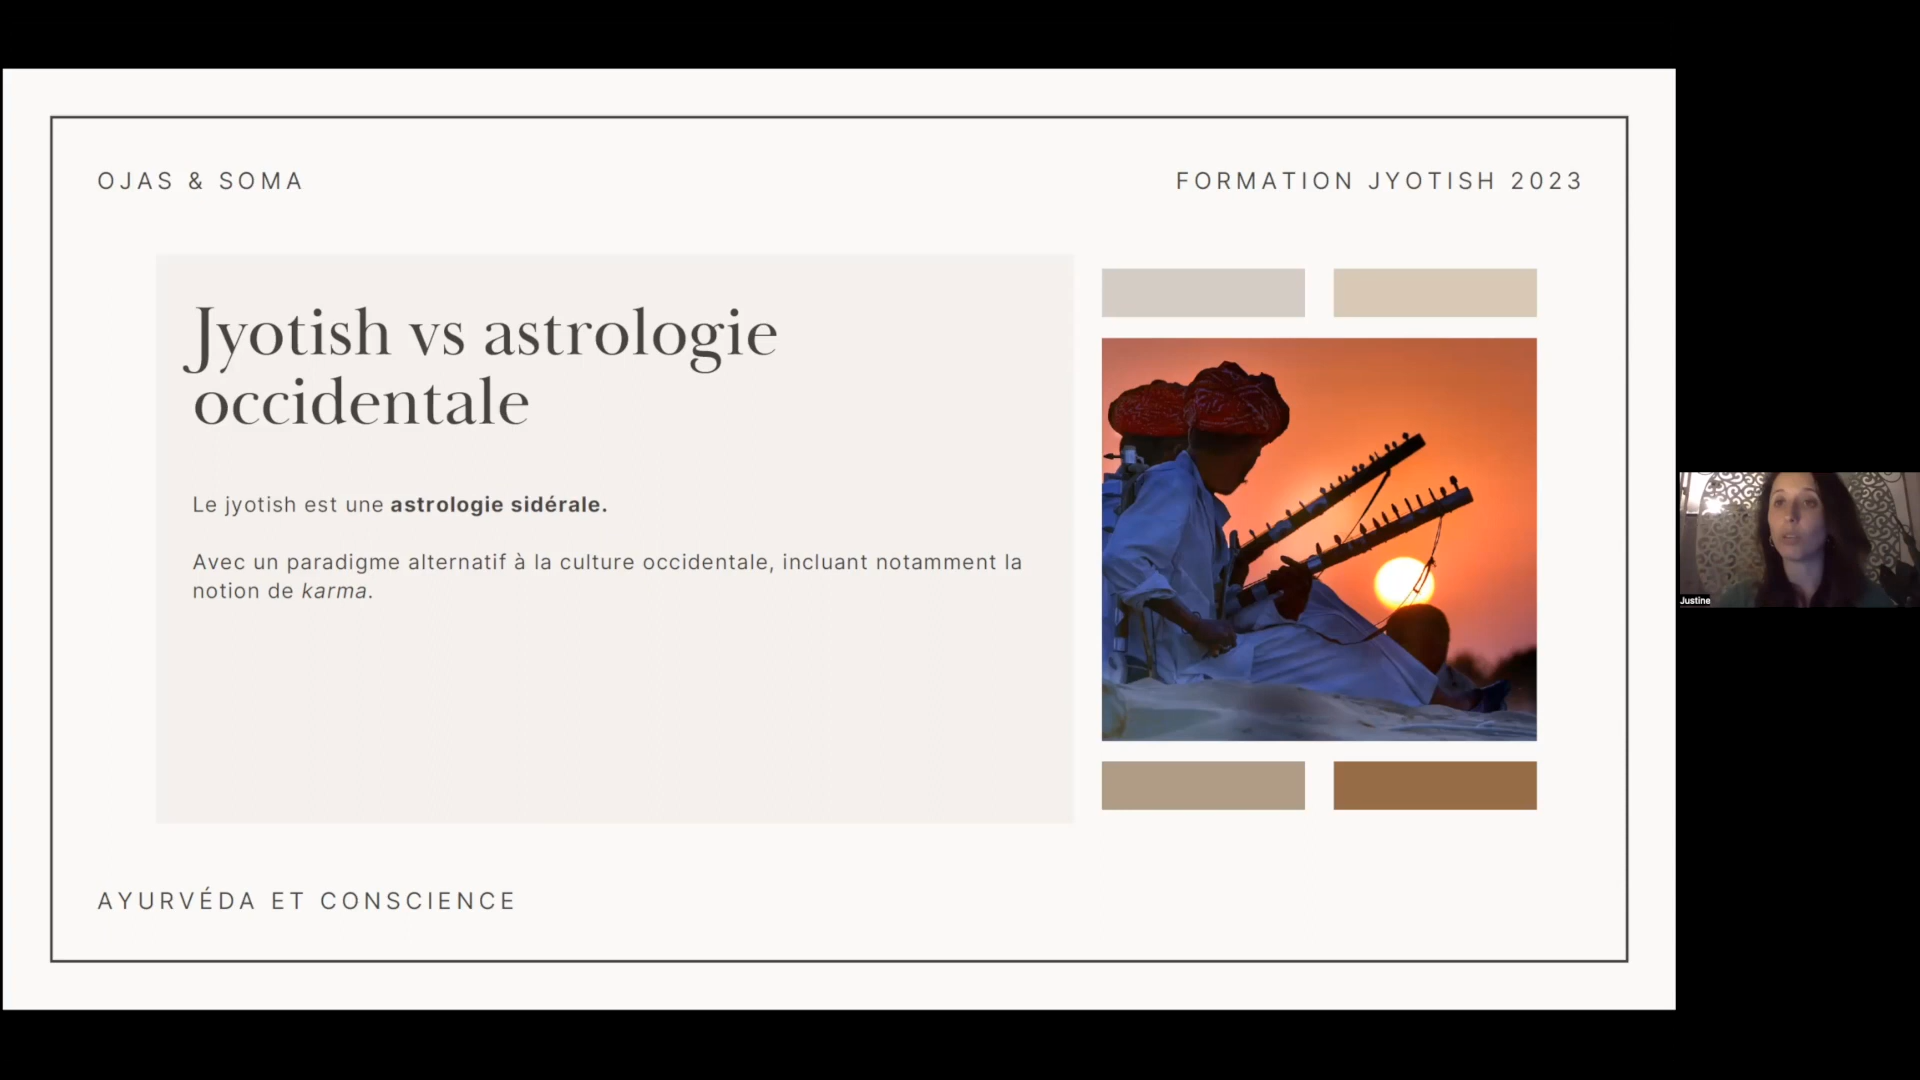 OJAS & SOMA
FORMATION JYOTISH 2023
Jyotish vs astrologie
occidentale
Le jyotish est une astrologie sidérale.
Avec un paradigme alternatif à la culture occidentale, incluant notamment la
notion de karma.
AYURVÉDA ET CONSCIENCE
Justine